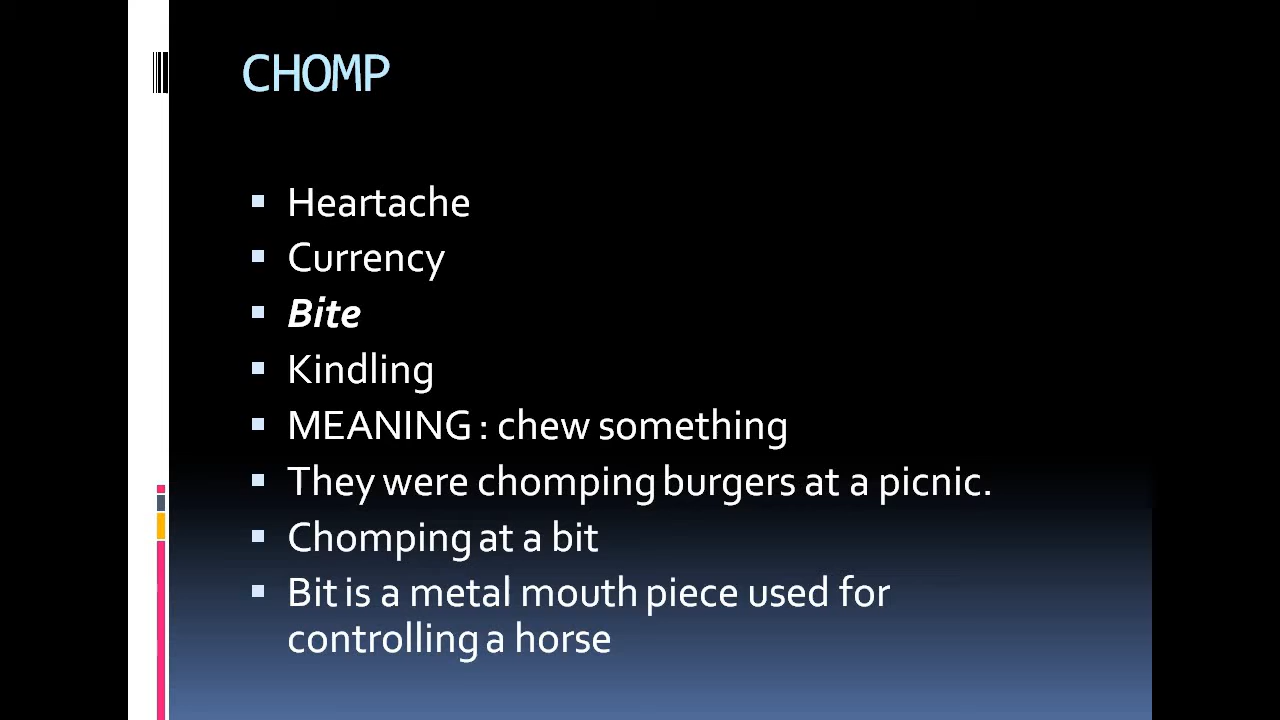 CHOMP
Heartache
Currency
Bite
Kindling
MEANING : chew something
They were chomping burgers at a picnic.
Chomping at a bit
Bit is a metal mouth piece used for
controlling a horse